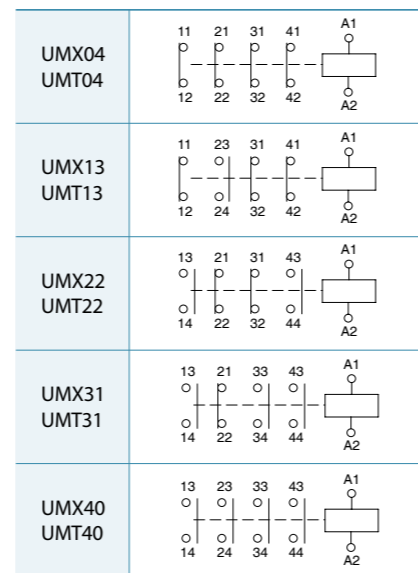 UMX04
UMT04
11 21 31 41 A1
12 22 32 42 A2
UMX13
UMT13
11 23 31 41 A1
12 24 32 42 A2
UMX22
UMT22
13 21 31 43 A1
14 22 32 44 A2
UMX31
UMT31
13 21 33 43 A1
14 22 34 44 A2
UMX40
UMT40
13 23 33 43 A1
14 24 34 44 A2